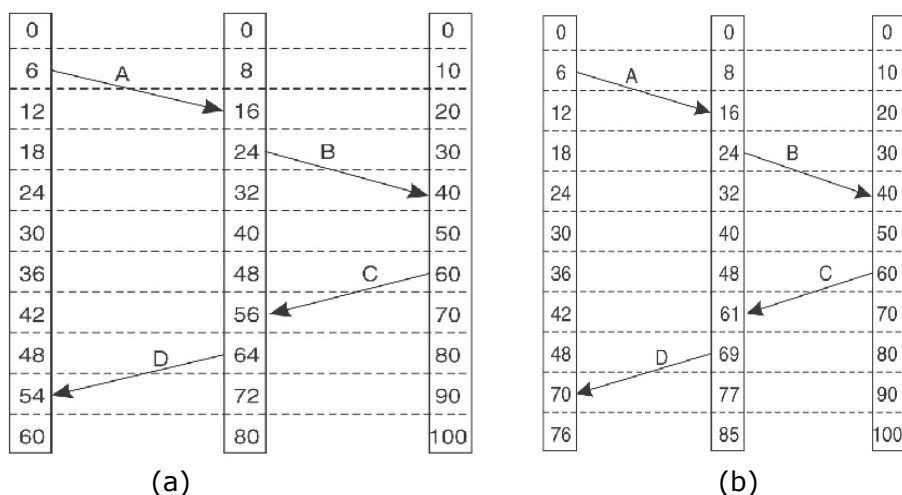 0 0 0 0 0 0
6 A 8 10 6 A 8 10
12 16 20 12 16 20
18 24 B 30 18 24 B 30
24 32 40 24 32 40
30 40 50 30 40 50
36 48 C 60 36 48 C 60
42 56 70 42 61 70
48 D 64 80 48 D 69 80
54 72 90 70 77 90
60 80 100 76 85 100
(a) (b)